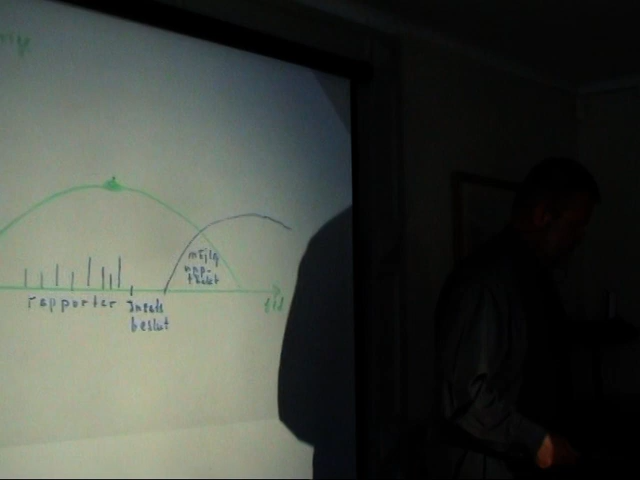 möjlig
upp-
täckt
rapporter Insats
beslut
tid